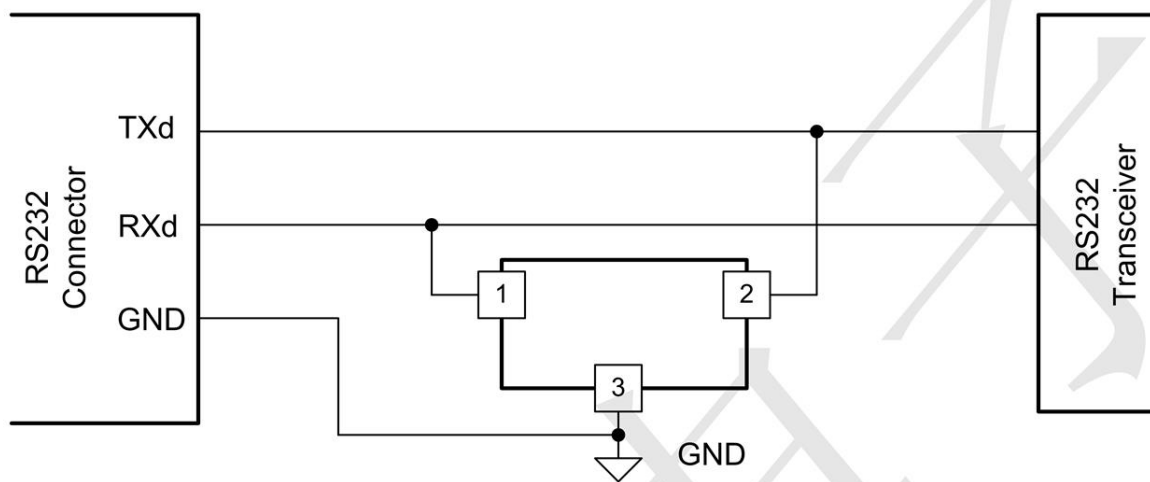 TXd
RXd
GND
RS232
Connector
1
2
3
GND
RS232
Transceiver